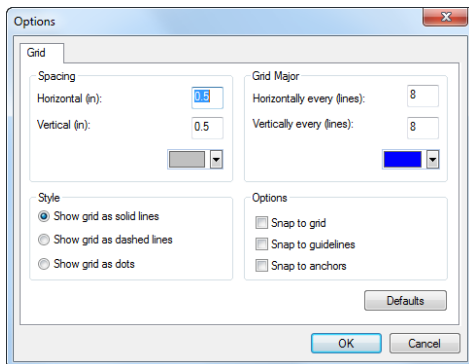 Options
Grid
Spacing
Horizontal (in): 0.5
Vertical (in): 0.5
Grid Major
Horizontally every (lines): 8
Vertically every (lines): 8
Style
Show grid as solid lines
Show grid as dashed lines
Show grid as dots
Options
Snap to grid
Snap to guidelines
Snap to anchors
Defaults
OK
Cancel